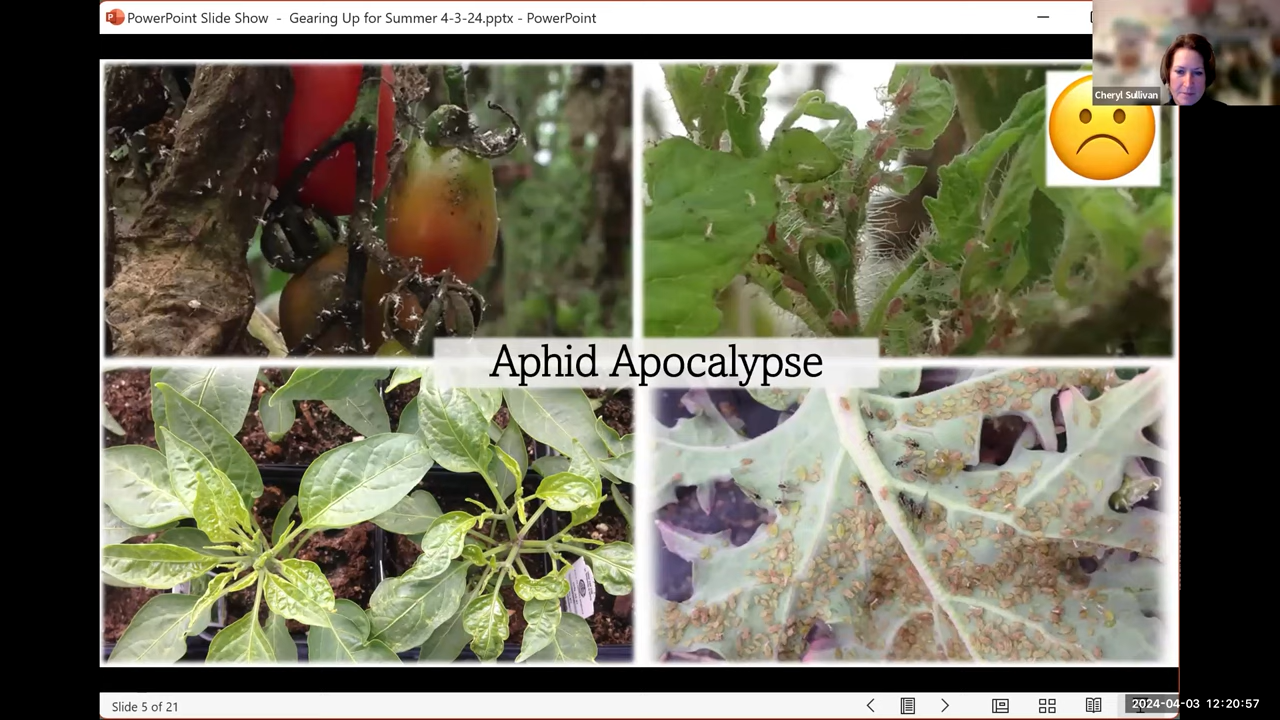 PowerPoint Slide Show - Gearing Up for Summer 4-3-24.pptx - PowerPoint
Cheryl Sullivan
Aphid Apocalypse
Slide 5 of 21
2024-04-03 12:20:57